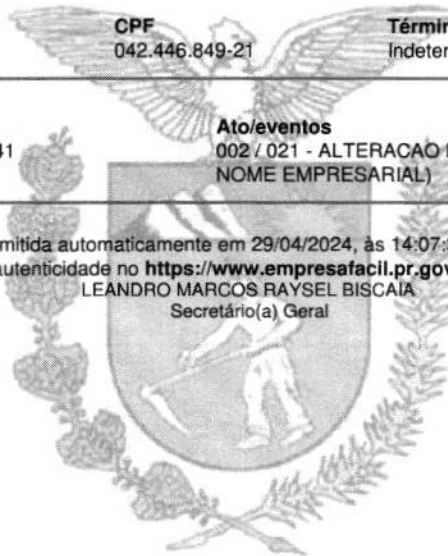 CPF Términ
042.446.849-21 Indeter
Ato/eventos
41 002 / 021 - ALTERACAO
NOME EMPRESARIAL)
mitida automaticamente em 29/04/2024, às 14:07:
autenticidade no https://www.empresafacil.pr.gov
LEANDRO MARCOS RAYSEL BISCAIA
Secretário(a) Geral